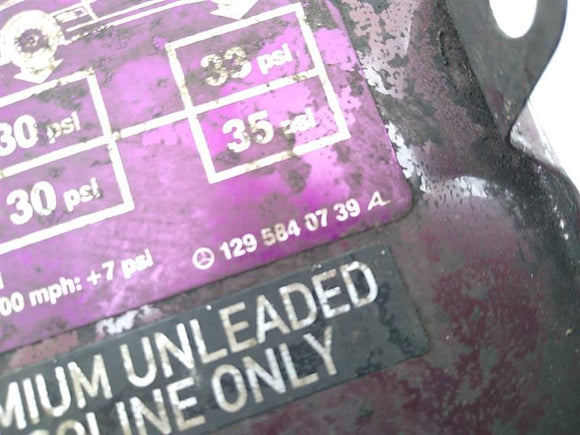 33 psi
30 psi 35 psi
30 psi
00 mph: +7 psi 129 584 07 39 A
MIUM UNLEADED
LINE ONLY